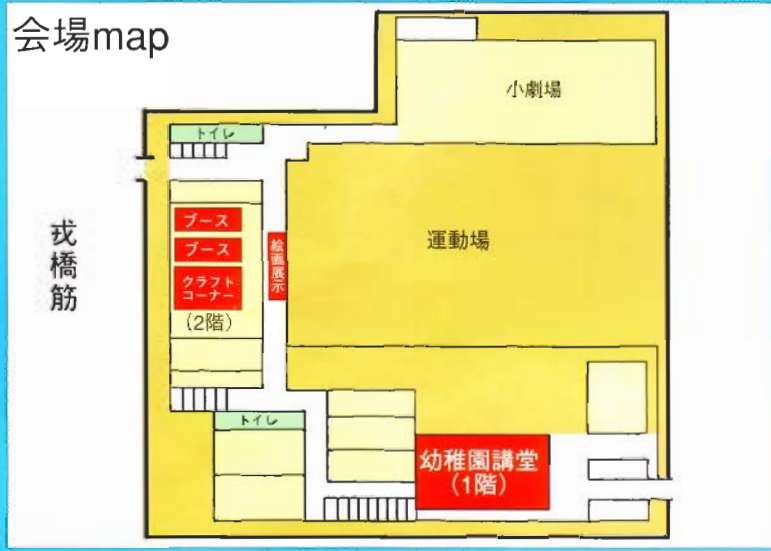 会場map
小劇場
トイレ
戎橋筋
ブース
ブース
クラフト
コーナー
(2階)
絵画展示
運動場
トイレ
幼稚園講堂
(1階)